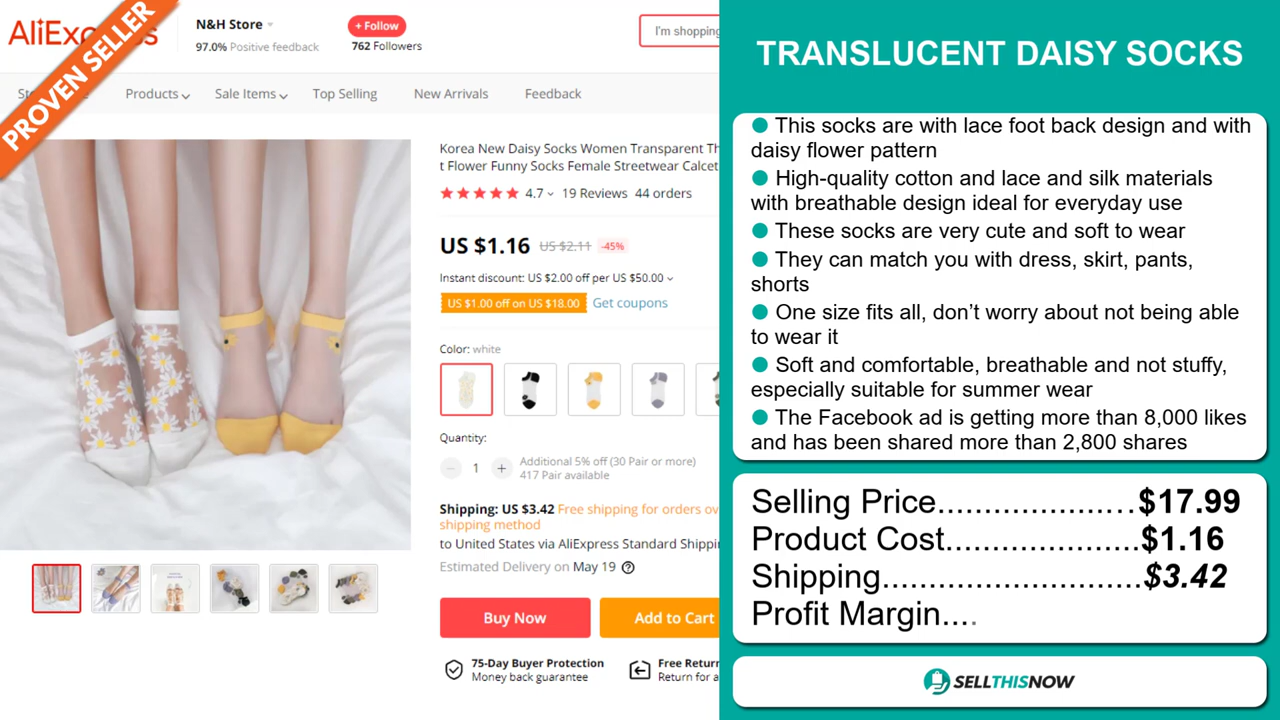 AliExpress
PROVEN SELLER
N&H Store
97.0% Positive feedback
+ Follow
762 Followers
I'm shopping
Products
Sale Items
Top Selling
New Arrivals
Feedback
Korea New Daisy Socks Women Transparent Th
t Flower Funny Socks Female Streetwear Calcet
4.7 19 Reviews 44 orders
US $1.16 US $2.11 -45%
Instant discount: US $2.00 off per US $50.00
US $1.00 off on US $18.00 Get coupons
Color: white
Quantity:
1
Additional 5% off (30 Pair or more)
417 Pair available
Shipping: US $3.42 Free shipping for orders ov
shipping method
to United States via AliExpress Standard Shippin
Estimated Delivery on May 19
Buy Now
Add to Cart
75-Day Buyer Protection
Money back guarantee
Free Return
Return for a
TRANSLUCENT DAISY SOCKS
● This socks are with lace foot back design and with
daisy flower pattern
● High-quality cotton and lace and silk materials
with breathable design ideal for everyday use
● These socks are very cute and soft to wear
● They can match you with dress, skirt, pants,
shorts
● One size fits all, don’t worry about not being able
to wear it
● Soft and comfortable, breathable and not stuffy,
especially suitable for summer wear
● The Facebook ad is getting more than 8,000 likes
and has been shared more than 2,800 shares
Selling Price......................$17.99
Product Cost.....................$1.16
Shipping............................$3.42
Profit Margin....
SELLTHISNOW